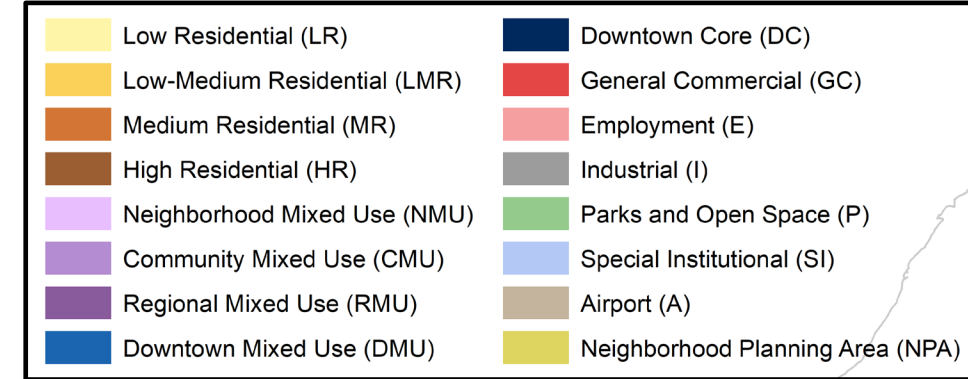 Low Residential (LR)
Low-Medium Residential (LMR)
Medium Residential (MR)
High Residential (HR)
Neighborhood Mixed Use (NMU)
Community Mixed Use (CMU)
Regional Mixed Use (RMU)
Downtown Mixed Use (DMU)
Downtown Core (DC)
General Commercial (GC)
Employment (E)
Industrial (I)
Parks and Open Space (P)
Special Institutional (SI)
Airport (A)
Neighborhood Planning Area (NPA)